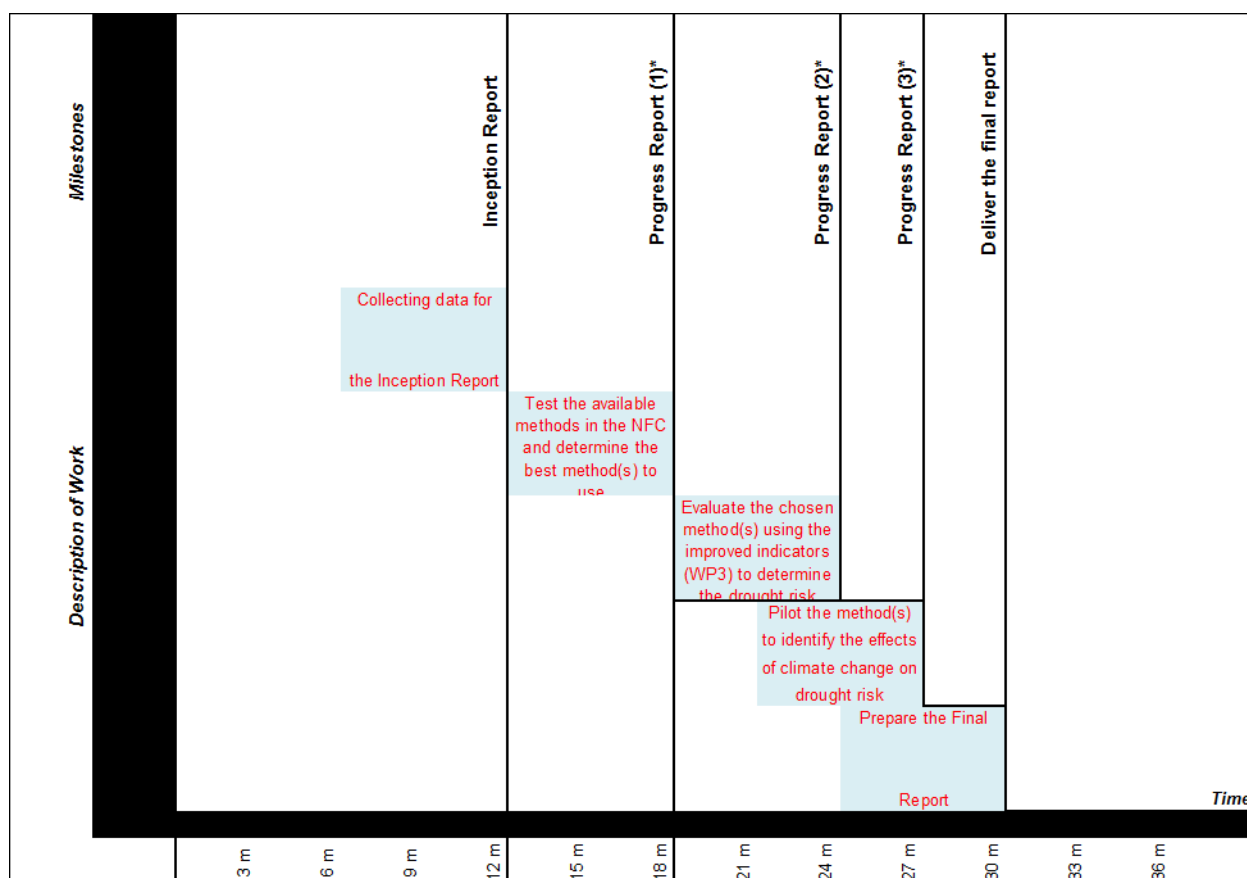 Milestones
Inception Report
Progress Report (1)*
Progress Report (2)*
Progress Report (3)*
Deliver the final report
Description of Work
Collecting data for
the Inception Report
Test the available
methods in the NFC
and determine the
best method(s) to
use
Evaluate the chosen
method(s) using the
improved indicators
(WP3) to determine
the drought risk
Pilot the method(s)
to identify the effects
of climate change on
drought risk
Prepare the Final
Report
Time
3 m
6 m
9 m
12 m
15 m
18 m
21 m
24 m
27 m
30 m
33 m
36 m